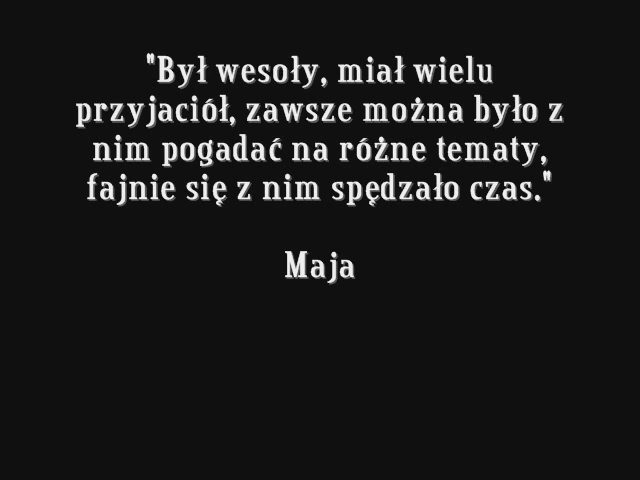 "Był wesoły, miał wielu
przyjaciół, zawsze można było z
nim pogadać na różne tematy,
fajnie się z nim spędzało czas."
Maja